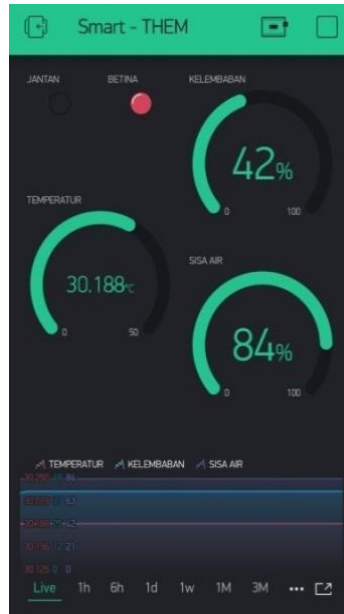 Smart - THEM
JANTAN BETINA KELEMBABAN
42%
0 100
TEMPERATUR
30.188°C
0 50
SISA AIR
84%
0 100
TEMPERATUR KELEMBABAN SISA AIR
Live 1h 6h 1d 1w 1M 3M ...